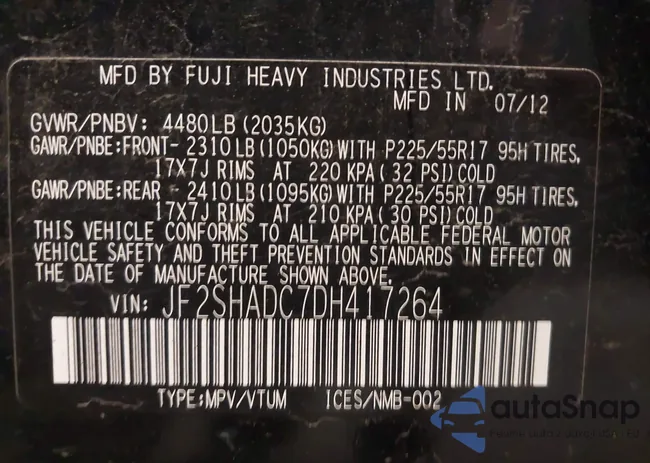 MFD BY FUJI HEAVY INDUSTRIES LTD.
MFD IN 07/12
GVWR/PNBV: 4480LB(2035KG)
GAWR/PNBE:FRONT- 2310LB(1050KG)WITH P225/55R17 95H TIRES,
17X7J RIMS AT 220 KPA( 32 PSI)COLD
GAWR/PNBE:REAR - 2410LB(1095KG)WITH P225/55R17 95H TIRES,
17X7J RIMS AT 210 KPA( 30 PSI)COLD
THIS VEHICLE CONFORMS TO ALL APPLICABLE FEDERAL MOTOR
VEHICLE SAFETY AND THEFT PREVENTION STANDARDS IN EFFECT ON
THE DATE OF MANUFACTURE SHOWN ABOVE.
VIN: JF2SHADC7DH417264
TYPE:MPV/VTUM ICES/NMB-002
autaSnap